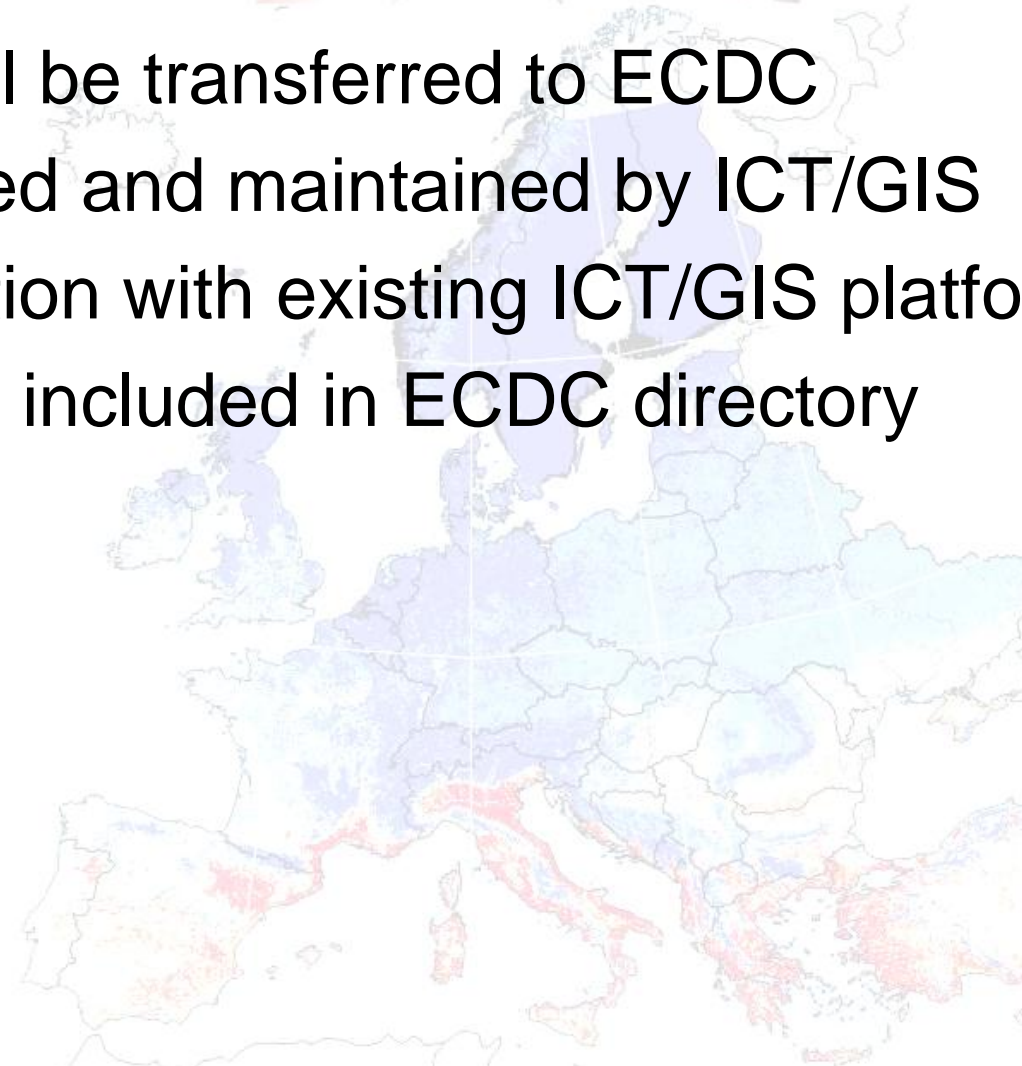 l be transferred to ECDC
ed and maintained by ICT/GIS
tion with existing ICT/GIS platfo
included in ECDC directory